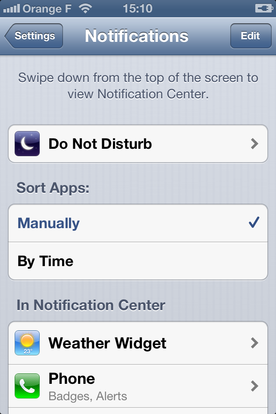 Orange F 15:10
Settings Notifications Edit
Swipe down from the top of the screen to
view Notification Center.
Do Not Disturb
Sort Apps:
Manually
By Time
In Notification Center
Weather Widget
Phone
Badges, Alerts